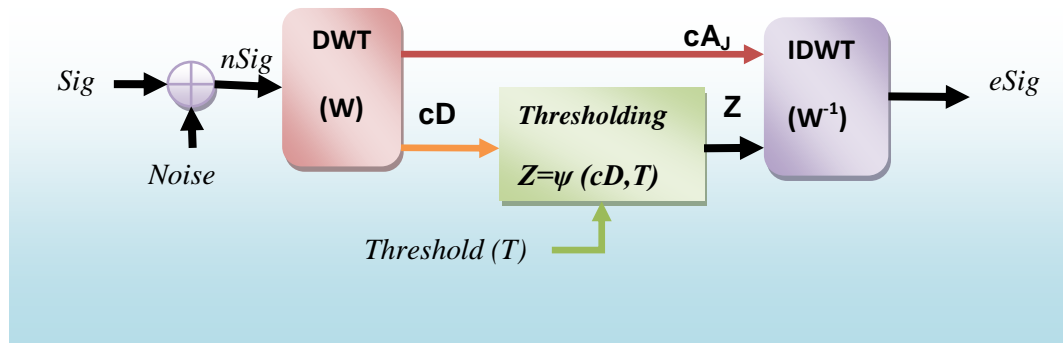 Sig
nSig
Noise
DWT
(W)
cA_J
cD
Thresholding
Z=ψ (cD,T)
Threshold (T)
Z
IDWT
(W⁻¹)
eSig